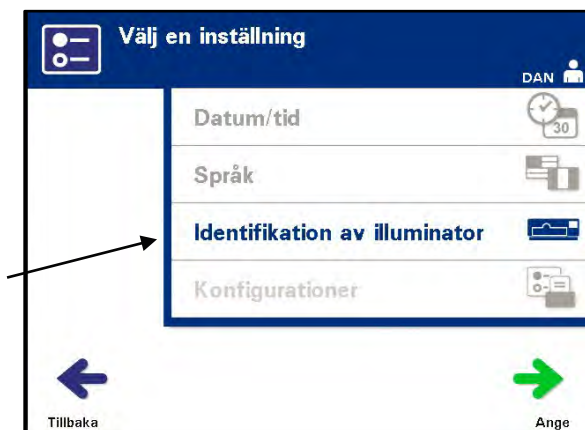 Välj en inställning
DAN
Datum/tid
30
Språk
Identifikation av illuminator
Konfigurationer
Tillbaka
Ange